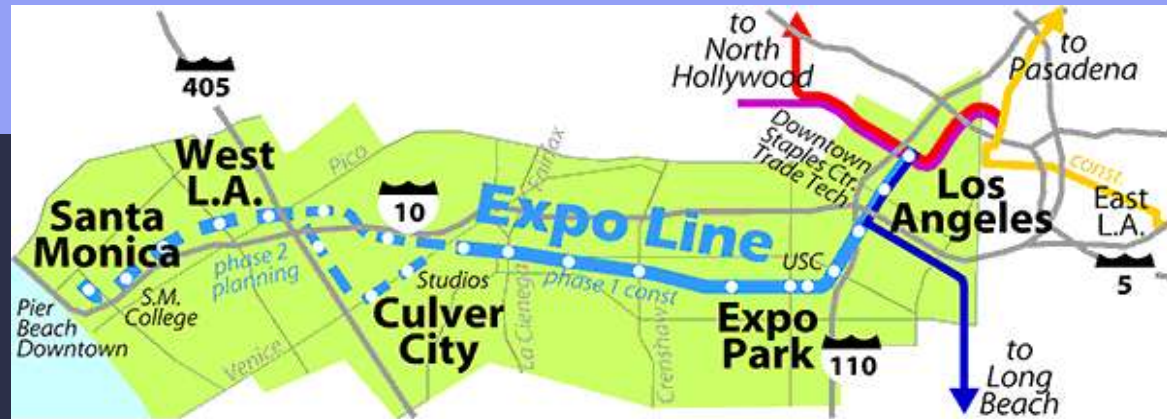 to
North
Hollywood
to
Pasadena
405
West
L.A.
Pico
Fairfax
Downtown
Staples Ctr.
Trade Tech
Los
Angeles
const.
East
L.A.
10
Expo Line
Santa
Monica
phase 2
planning
Studios
phase 1 const
USC
5
S.M.
College
Pier
Beach
Downtown
Venice
Culver
City
La Cienega
Crenshaw
Expo
Park
110
to
Long
Beach